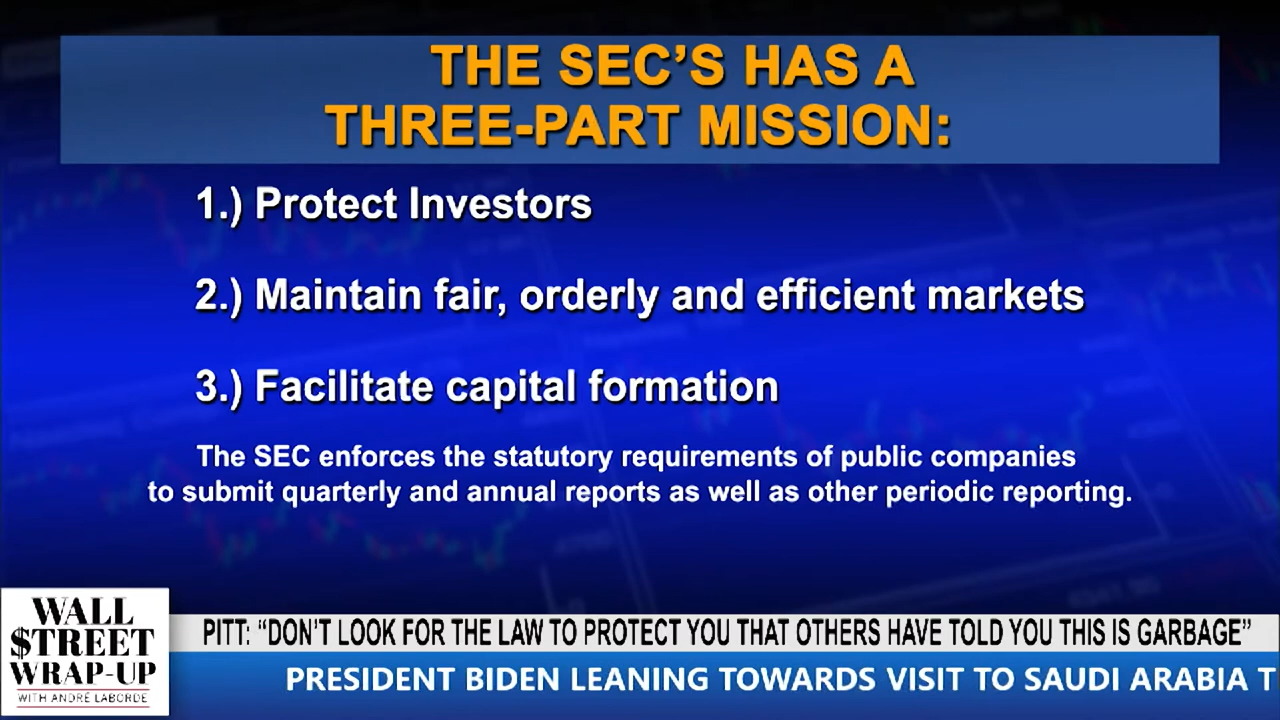 THE SEC'S HAS A
THREE-PART MISSION:
1.) Protect Investors
2.) Maintain fair, orderly and efficient markets
3.) Facilitate capital formation
The SEC enforces the statutory requirements of public companies
to submit quarterly and annual reports as well as other periodic reporting.
WALL
$TREET
WRAP-UP
WITH ANDRÉ LABORDE
PITT: “DON'T LOOK FOR THE LAW TO PROTECT YOU THAT OTHERS HAVE TOLD YOU THIS IS GARBAGE”
PRESIDENT BIDEN LEANING TOWARDS VISIT TO SAUDI ARABIA T